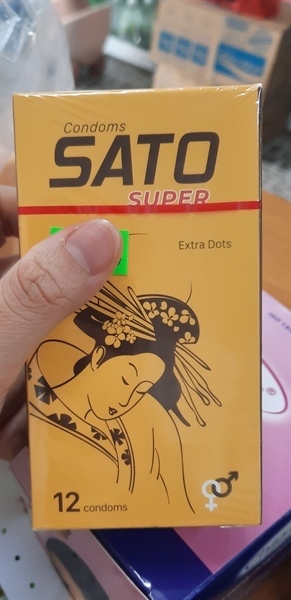 Condoms
SATO
SUPER
Extra Dots
12 condoms